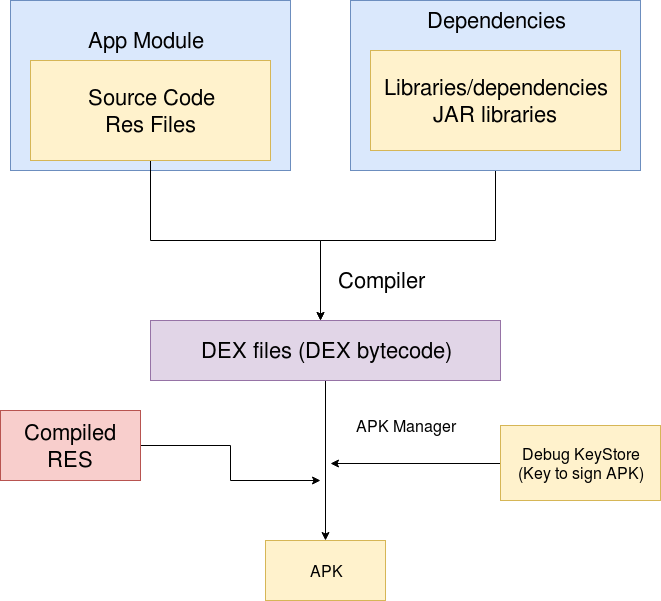 App Module
Source Code
Res Files
Dependencies
Libraries/dependencies
JAR libraries
Compiler
DEX files (DEX bytecode)
Compiled
RES
APK Manager
Debug KeyStore
(Key to sign APK)
APK